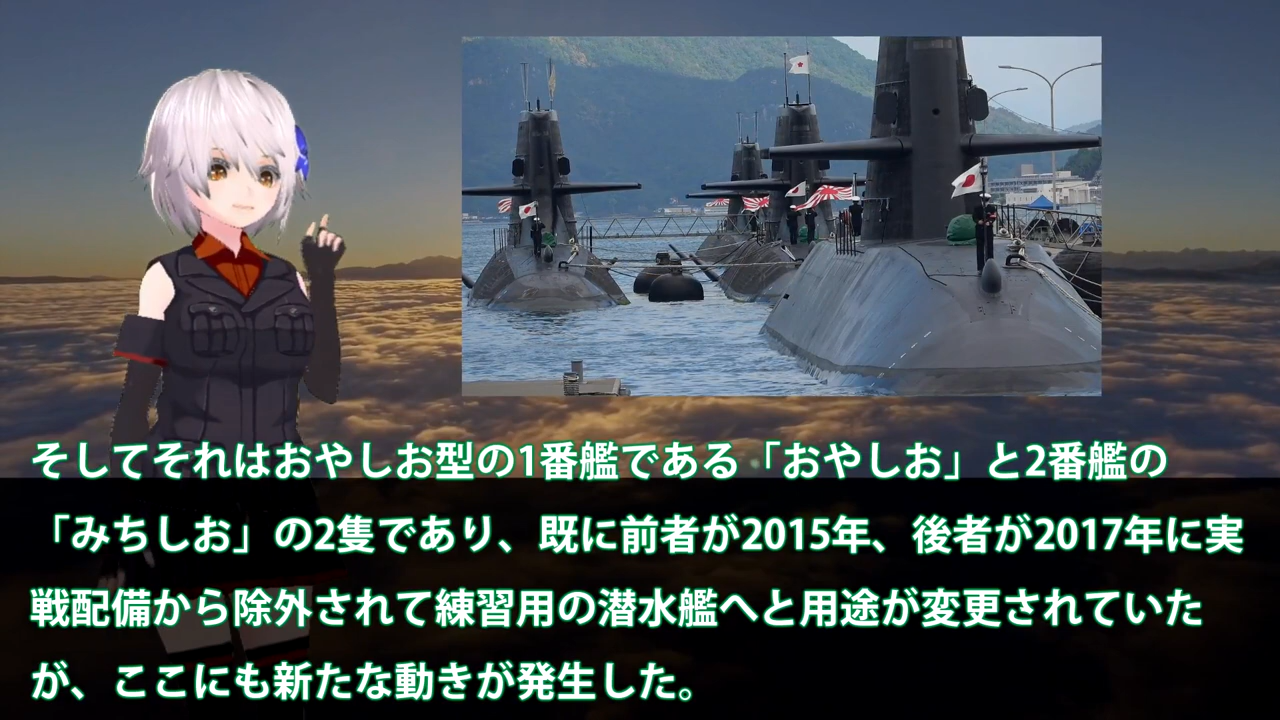 そしてそれはおやしお型の1番艦である「おやしお」と2番艦の
「みちしお」の2隻であり、既に前者が2015年、後者が2017年に実
戦配備から除外されて練習用の潜水艦へと用途が変更されていた
が、ここにも新たな動きが発生した。